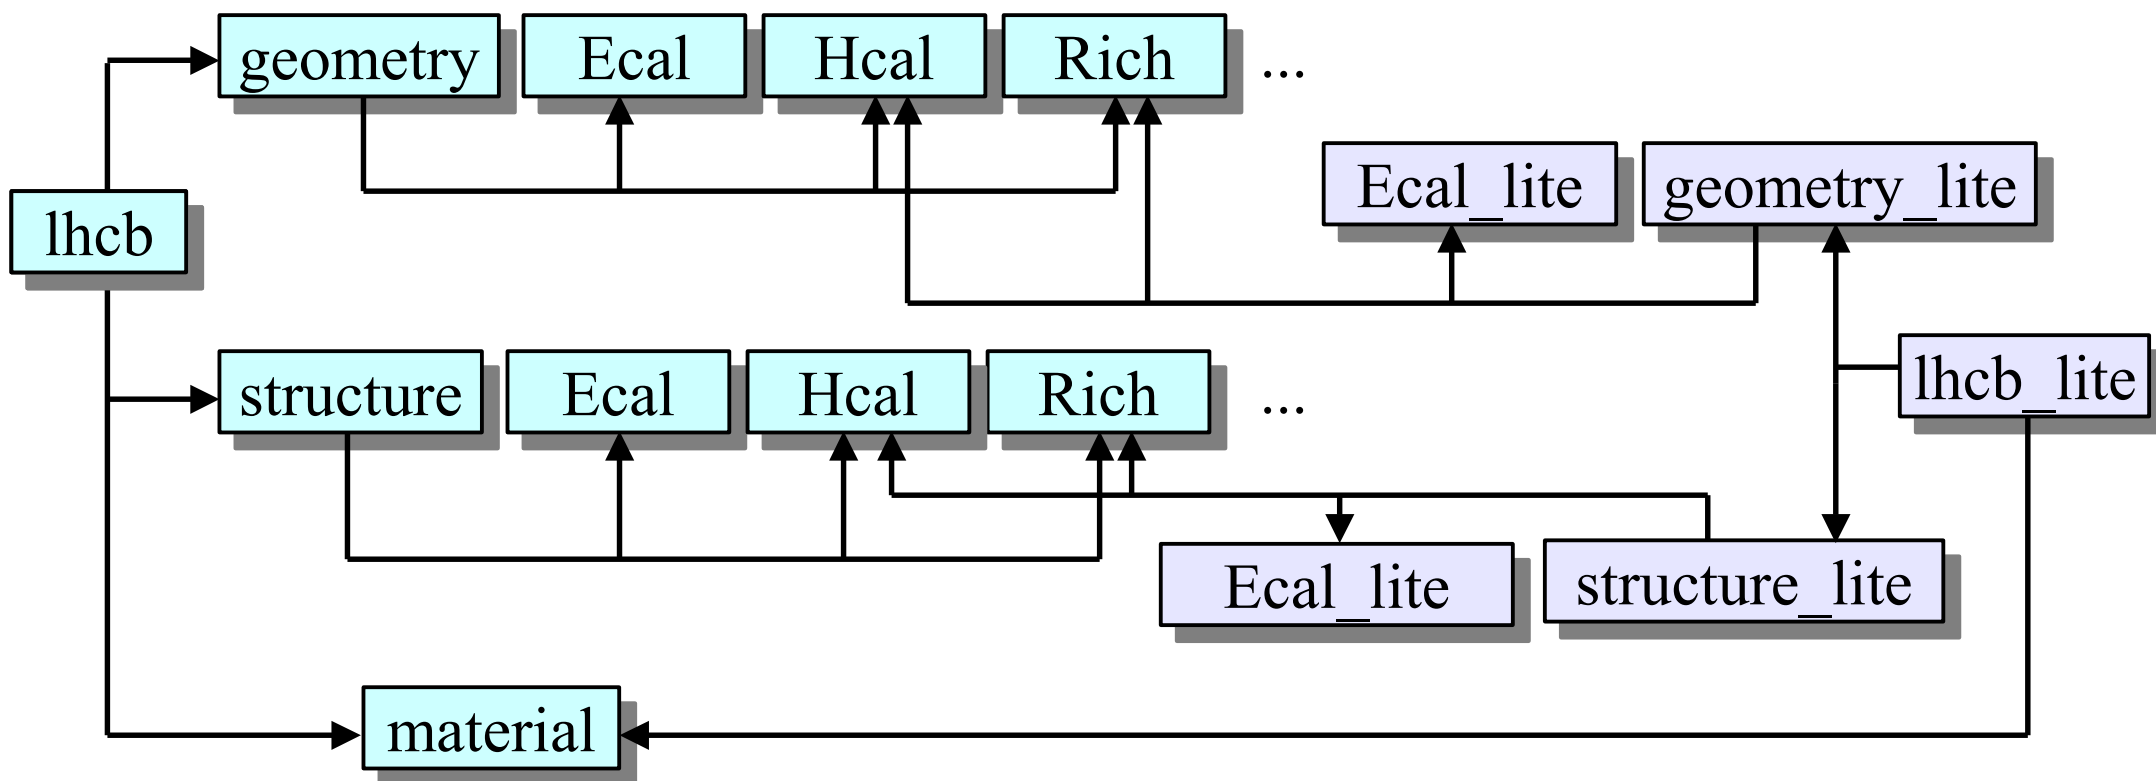 geometry Ecal Hcal Rich ...
Ecal_lite geometry_lite
lhcb
lhcb_lite
structure Ecal Hcal Rich ...
Ecal_lite structure_lite
material